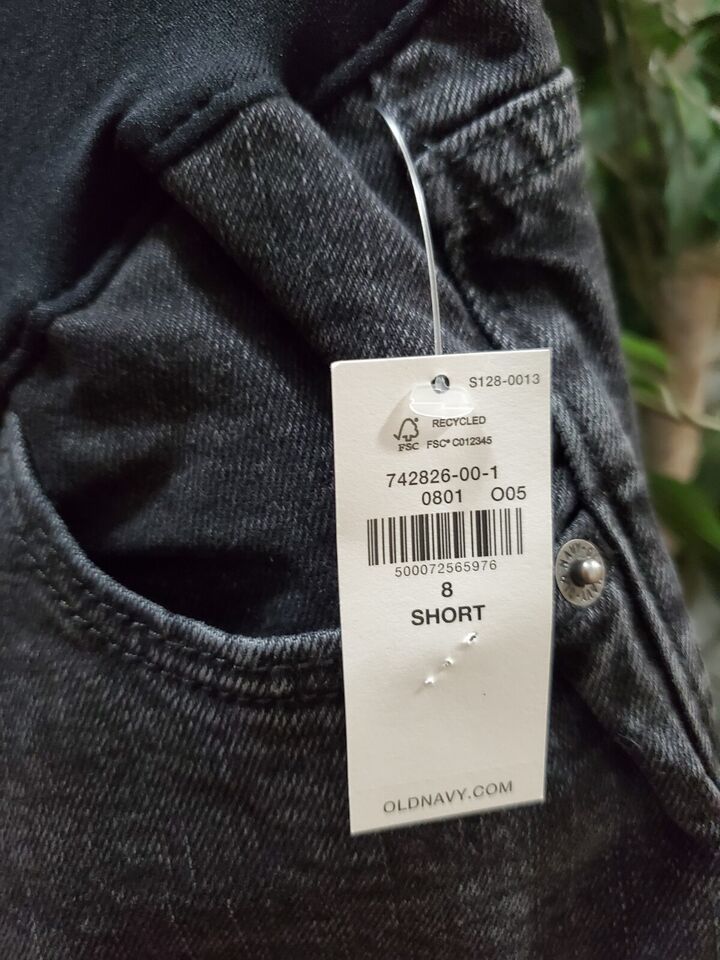 S128-0013
RECYCLED
FSC
FSC® C012345
742826-00-1
0801 O05
500072565976
8
SHORT
OLDNAVY.COM